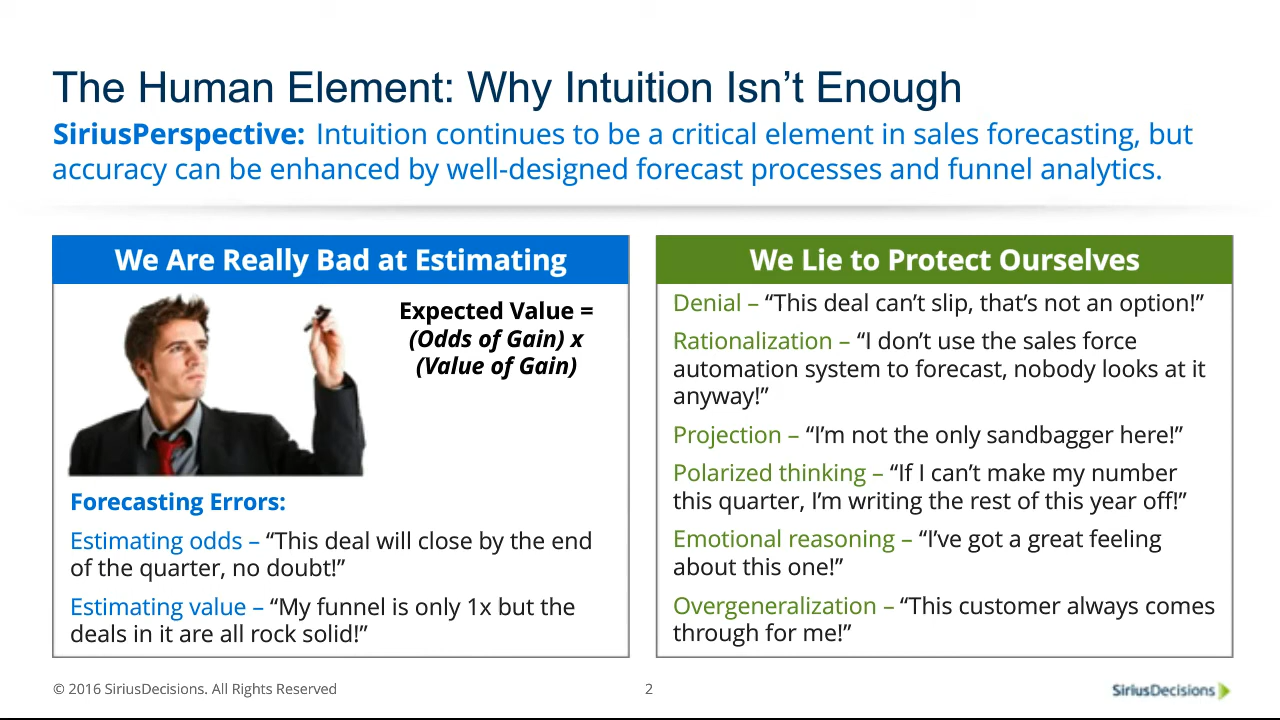 The Human Element: Why Intuition Isn’t Enough
SiriusPerspective: Intuition continues to be a critical element in sales forecasting, but
accuracy can be enhanced by well-designed forecast processes and funnel analytics.
We Are Really Bad at Estimating
Expected Value =
(Odds of Gain) x
(Value of Gain)
Forecasting Errors:
Estimating odds – “This deal will close by the end
of the quarter, no doubt!”
Estimating value – “My funnel is only 1x but the
deals in it are all rock solid!”
We Lie to Protect Ourselves
Denial – “This deal can’t slip, that’s not an option!”
Rationalization – “I don’t use the sales force
automation system to forecast, nobody looks at it
anyway!”
Projection – “I’m not the only sandbagger here!”
Polarized thinking – “If I can’t make my number
this quarter, I’m writing the rest of this year off!”
Emotional reasoning – “I’ve got a great feeling
about this one!”
Overgeneralization – “This customer always comes
through for me!”
© 2016 SiriusDecisions. All Rights Reserved
2
SiriusDecisions